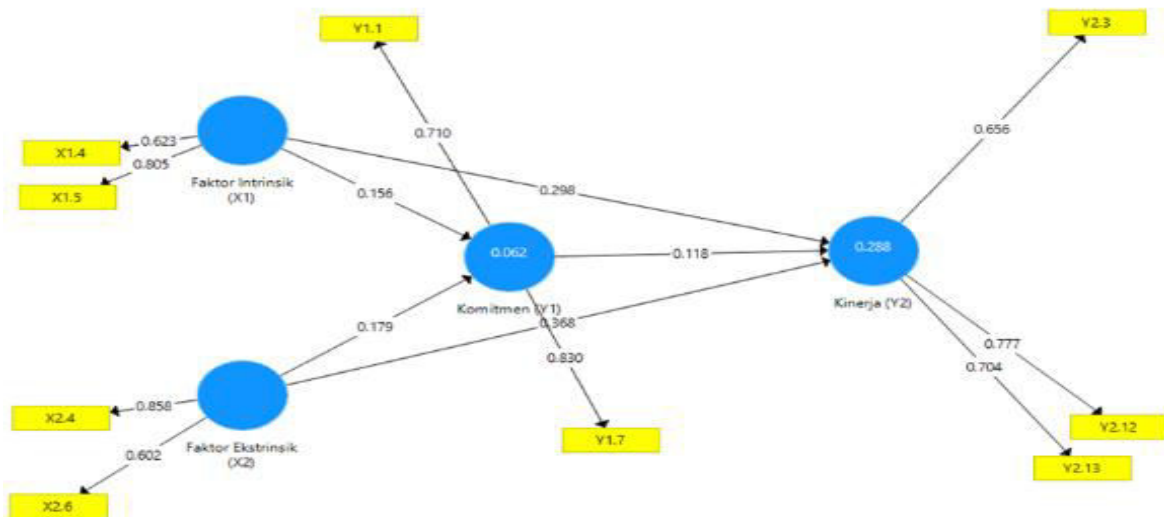 Y1.1
Y2.3
0.710
0.656
X1.4
0.623
0.805
X1.5
Faktor Intrinsik
(X1)
0.156
0.298
0.062
Komitmen (Y1)
0.118
0.288
Kinerja (Y2)
0.179
0.368
0.830
0.777
0.704
X2.4
0.858
0.602
Faktor Ekstrinsik
(X2)
X2.6
Y1.7
Y2.12
Y2.13